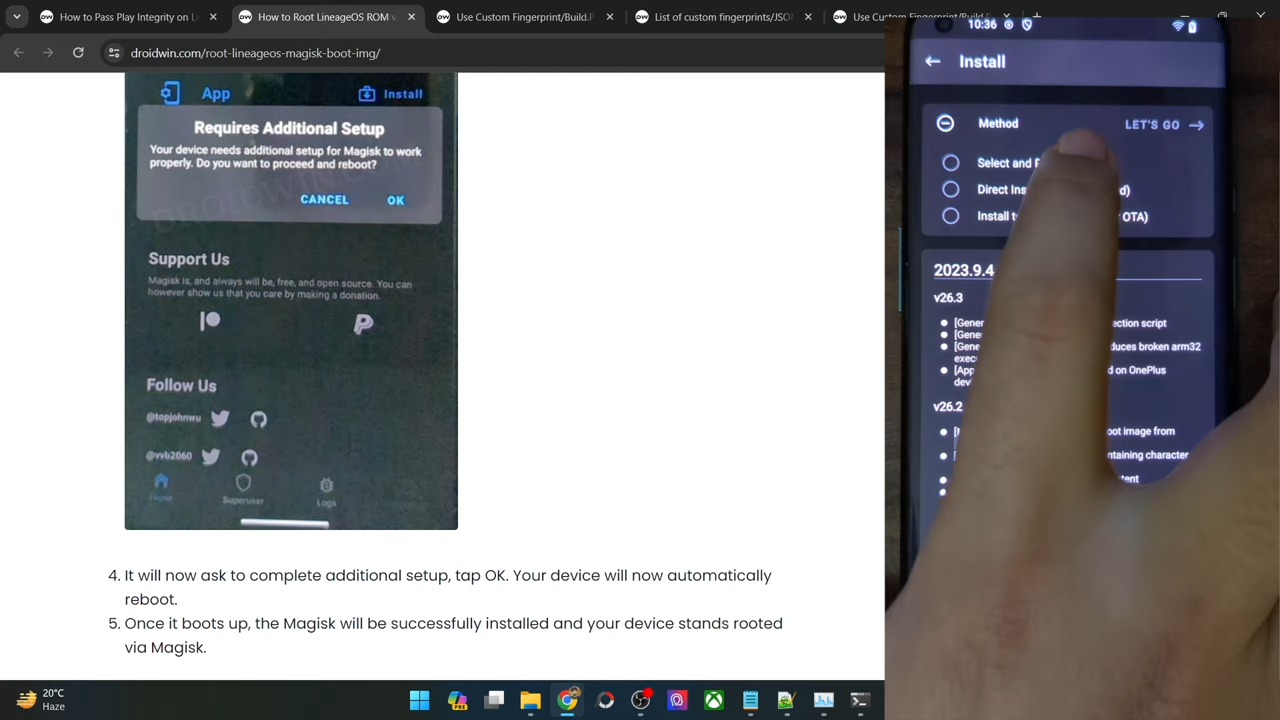 How to Pass Play Integrity on Li
How to Root LineageOS ROM v
Use Custom Fingerprint/Build.P
List of custom fingerprints/JSO
Use Custom Fingerprint/Build.P
droidwin.com/root-lineageos-magisk-boot-img/
App
Install
Requires Additional Setup
Your device needs additional setup for Magisk to work
properly. Do you want to proceed and reboot?
CANCEL
OK
Support Us
Magisk is, and always will be, free, and open source. You can
however show us that you care by making a donation.
Follow Us
@topjohnwu
@vvb2060
Home
Superuser
Logs
4. It will now ask to complete additional setup, tap OK. Your device will now automatically
reboot.
5. Once it boots up, the Magisk will be successfully installed and your device stands rooted
via Magisk.
10:36
Install
Method
LET'S GO
Select and
Direct Ins d)
Install t OTA)
2023.9.4
v26.3
[Gener ection script
[Gene
[Gene duces broken arm32
exec
[App d on OnePlus
devi
v26.2
oot image from
ntaining character
tent
20°C
Haze